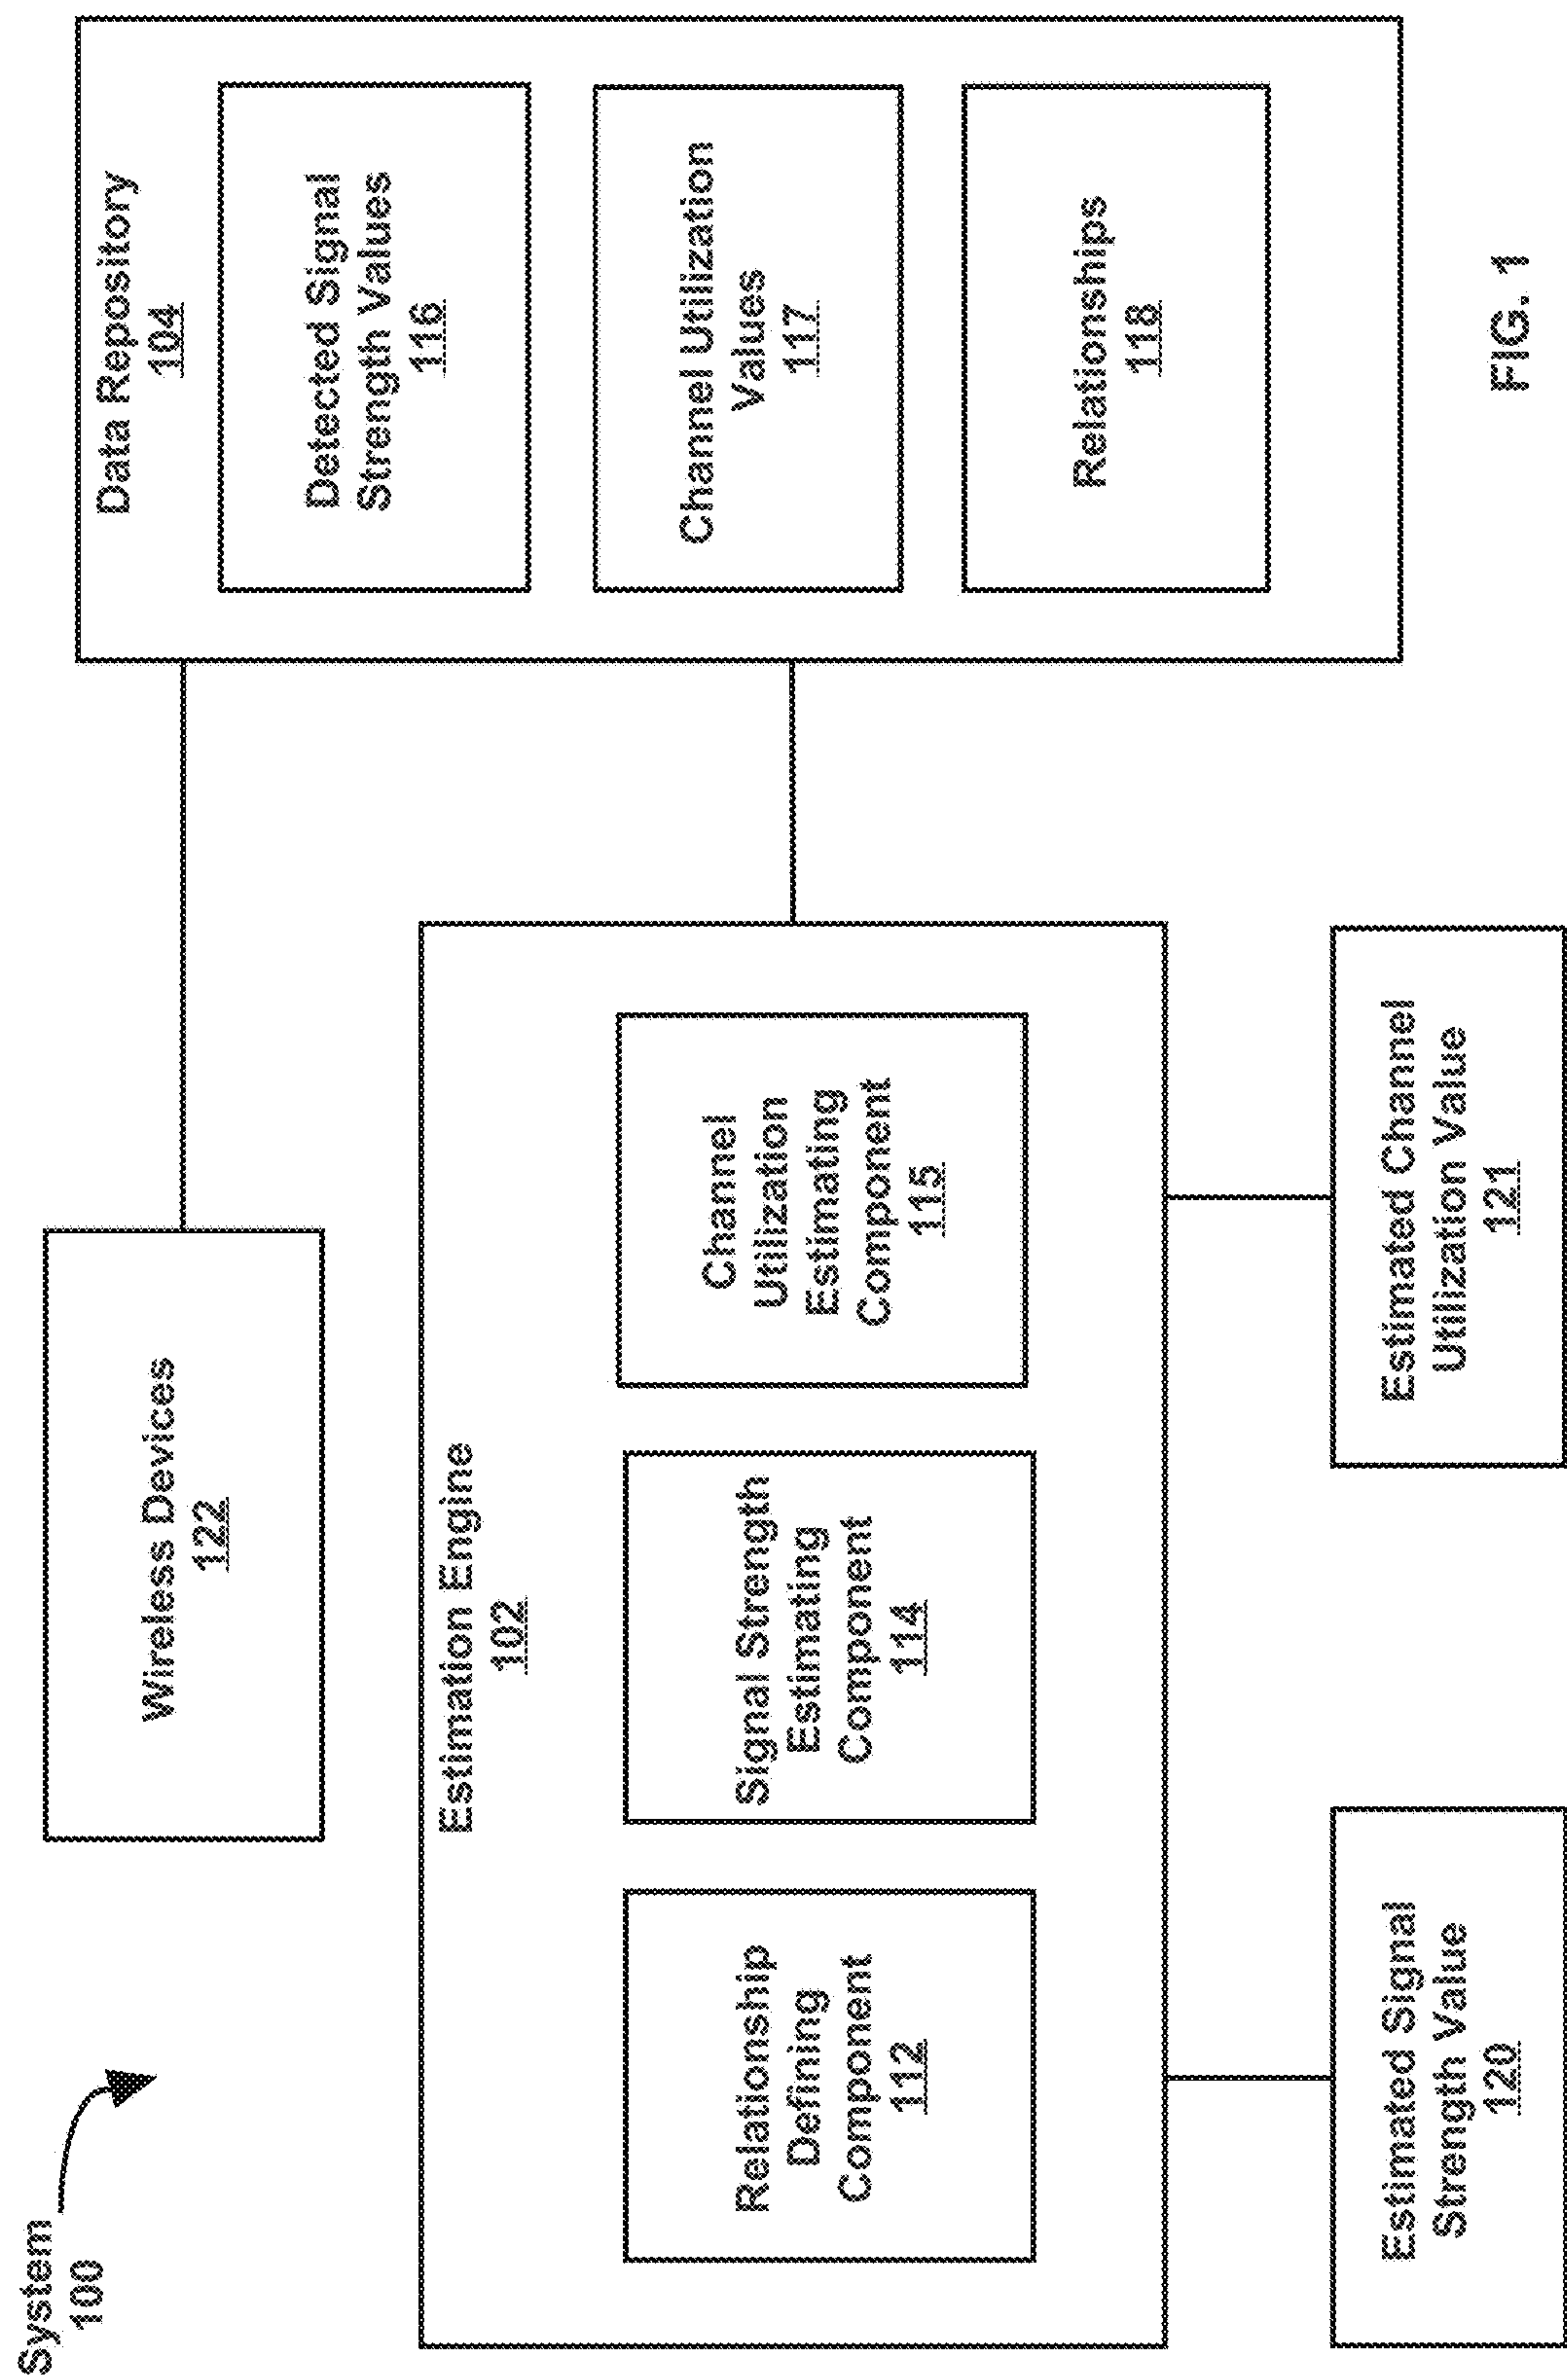 System
100
Wireless Devices
122
Data Repository
104
Detected Signal
Strength Values
116
Channel Utilization
Values
117
Relationships
118
Estimation Engine
102
Relationship
Defining
Component
112
Signal Strength
Estimating
Component
114
Channel
Utilization
Estimating
Component
115
Estimated Signal
Strength Value
120
Estimated Channel
Utilization Value
121
FIG. 1